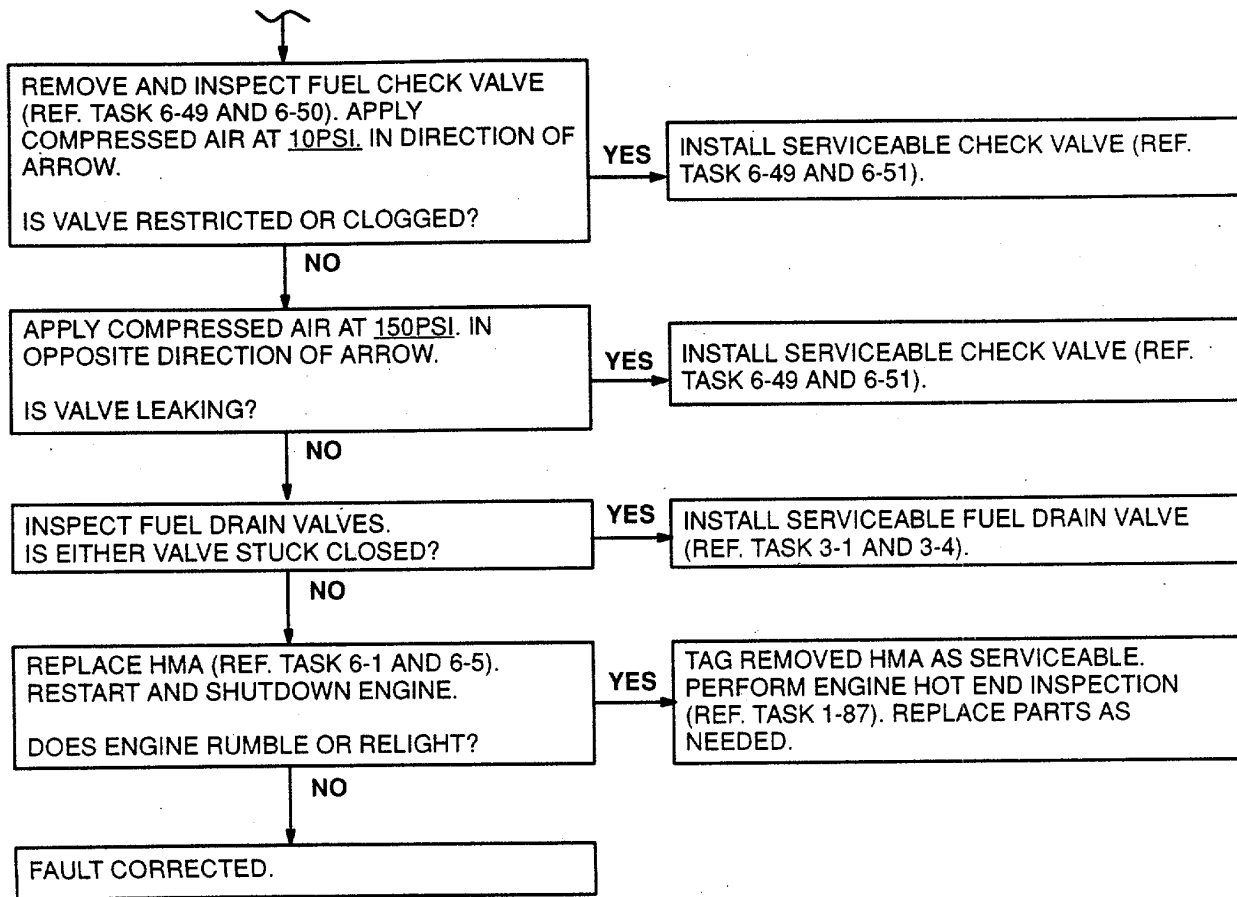 REMOVE AND INSPECT FUEL CHECK VALVE
(REF. TASK 6-49 AND 6-50). APPLY
COMPRESSED AIR AT 10PSI. IN DIRECTION OF
ARROW.
IS VALVE RESTRICTED OR CLOGGED?
YES
INSTALL SERVICEABLE CHECK VALVE (REF.
TASK 6-49 AND 6-51).
NO
APPLY COMPRESSED AIR AT 150PSI. IN
OPPOSITE DIRECTION OF ARROW.
IS VALVE LEAKING?
YES
INSTALL SERVICEABLE CHECK VALVE (REF.
TASK 6-49 AND 6-51).
NO
INSPECT FUEL DRAIN VALVES.
IS EITHER VALVE STUCK CLOSED?
YES
INSTALL SERVICEABLE FUEL DRAIN VALVE
(REF. TASK 3-1 AND 3-4).
NO
REPLACE HMA (REF. TASK 6-1 AND 6-5).
RESTART AND SHUTDOWN ENGINE.
DOES ENGINE RUMBLE OR RELIGHT?
YES
TAG REMOVED HMA AS SERVICEABLE.
PERFORM ENGINE HOT END INSPECTION
(REF. TASK 1-87). REPLACE PARTS AS
NEEDED.
NO
FAULT CORRECTED.